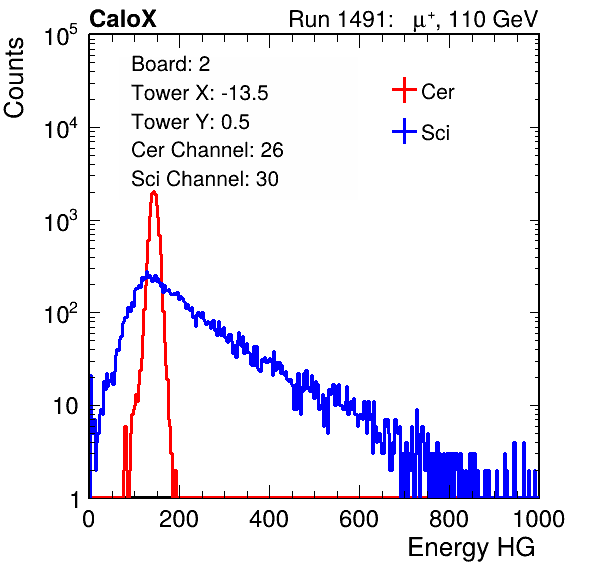 CaloX Run 1491: μ⁺, 110 GeV
Board: 2
Tower X: -13.5
Tower Y: 0.5
Cer Channel: 26
Sci Channel: 30
Cer
Sci
Counts
10⁵
10⁴
10³
10²
10
1
0 200 400 600 800 1000
Energy HG